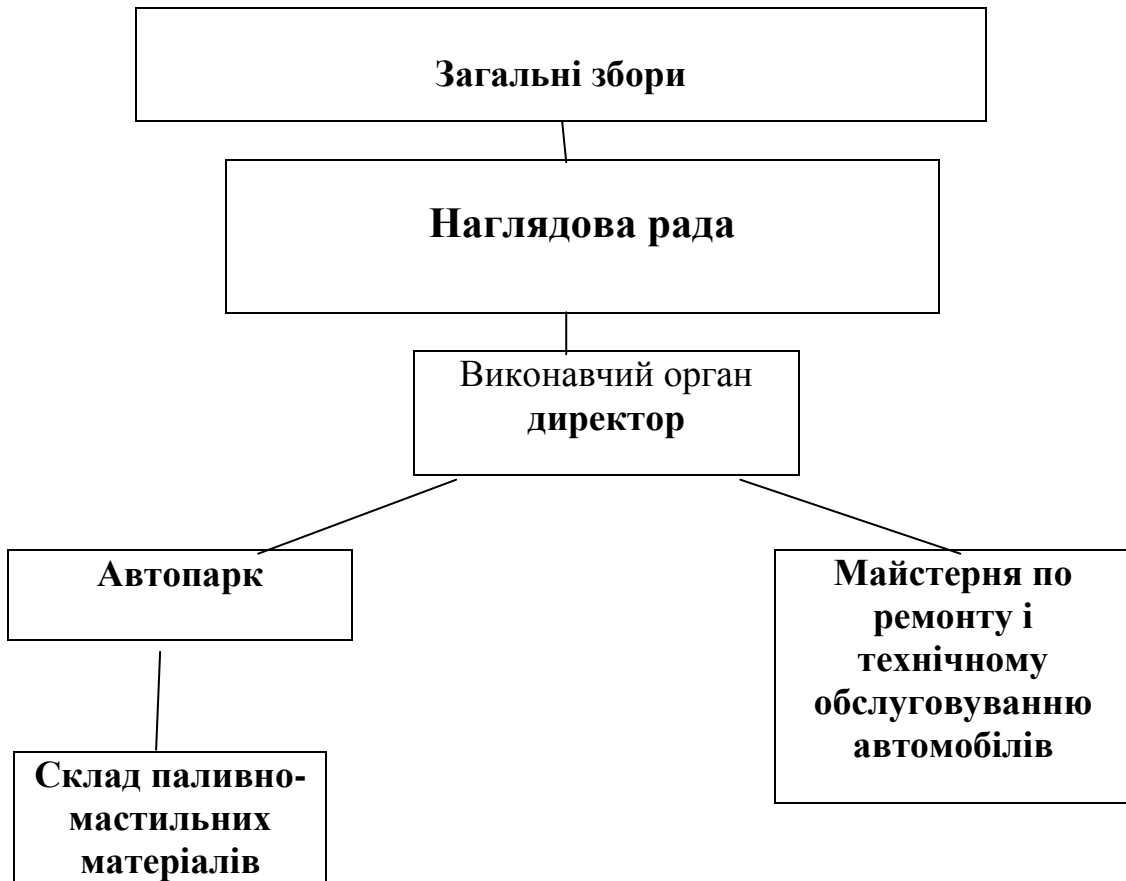 Загальні збори
Наглядова рада
Виконавчий орган
директор
Автопарк
Майстерня по
ремонту і
технічному
обслуговуванню
автомобілів
Склад паливно-
мастильних
матеріалів